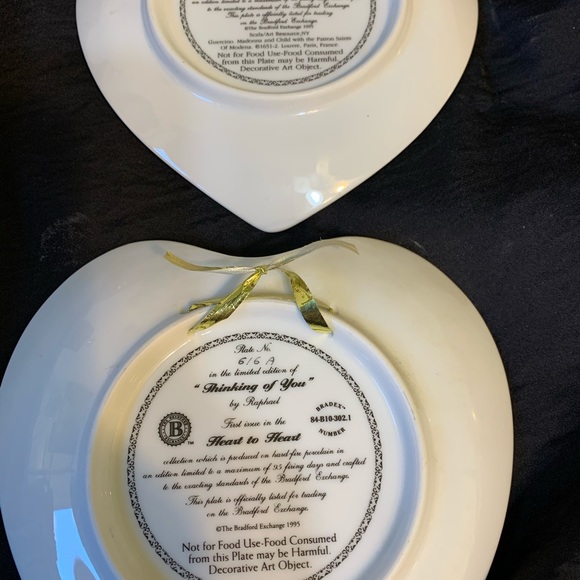 an edition limited to a maximum of 95 firing days and crafted
to the exacting standards of the Bradford Exchange.
This plate is officially listed for trading
on the Bradford Exchange.
©The Bradford Exchange 1995
Scala/Art Resource, NY
Guercino. Madonna and Child with the Patron Saints
Of Modena. ©1651-2. Louvre, Paris, France.
Not for Food Use-Food Consumed
from this Plate may be Harmful.
Decorative Art Object.
Plate No.
616 A
in the limited edition of
"Thinking of You"
by Raphael
First issue in the
Heart to Heart
B
TM
BRADEX™
84-B10-302.1
NUMBER
collection which is produced on hard-fire porcelain in
an edition limited to a maximum of 95 firing days and crafted
to the exacting standards of the Bradford Exchange.
This plate is officially listed for trading
on the Bradford Exchange.
©The Bradford Exchange 1995
Not for Food Use-Food Consumed
from this Plate may be Harmful.
Decorative Art Object.